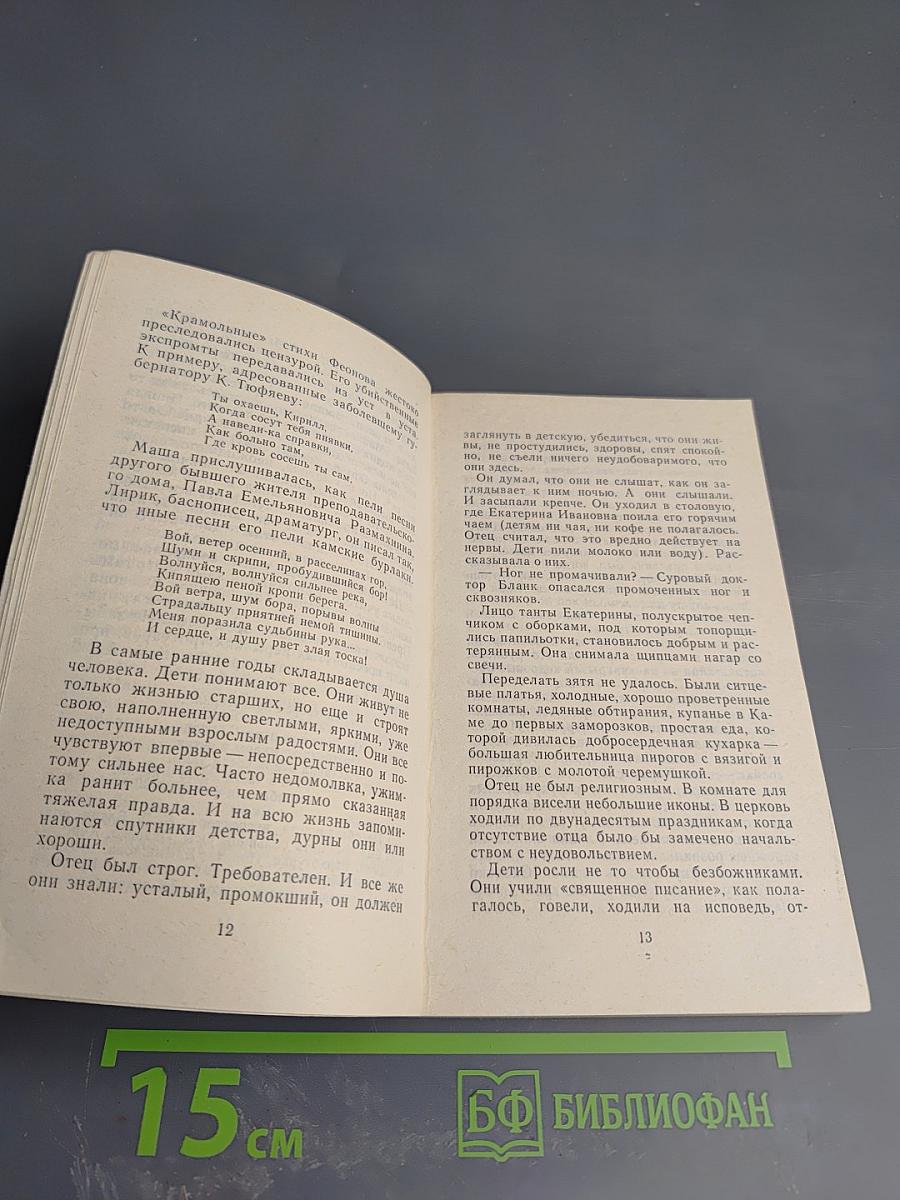 «Крамольные» стихи Феонова жестоко
преследовались цензурой. Его убийственные
экспромты передавались из уст в уста.
К примеру, адресованные заболевшему гу-
бернатору К. Тюфяеву:
Ты охаешь, Кирилл,
Когда сосут тебя пиявки,
А наведи-ка справки,
Как больно там,
Где кровь сосешь ты сам.
Маша прислушивалась, как пели песни
другого бывшего жителя преподавательско-
го дома, Павла Емельяновича Размахнина.
Лирик, баснописец, драматург, он писал так,
что иные песни его пели камские бурлаки.
Вой, ветер осенний, в расселинах гор,
Шуми и скрипи, пробудившийся бор!
Волнуйся, волнуйся сильнее река,
Кипящею пеной кропи берега.
Вой ветра, шум бора, порывы волны
Страдальцу приятней немой тишины.
Меня поразила судьбины рука...
И сердце, и душу рвет злая тоска!
В самые ранние годы складывается душа
человека. Дети понимают все. Они живут не
только жизнью старших, но еще и строят
свою, наполненную светлыми, яркими, уже
недоступными взрослым радостями. Они все
чувствуют впервые — непосредственно и по-
тому сильнее нас. Часто недомолвка, ужим-
ка ранит больнее, чем прямо сказанная
тяжелая правда. И на всю жизнь запоми-
наются спутники детства, дурны они или
хороши.
Отец был строг. Требователен. И все же
они знали: усталый, промокший, он должен
12
заглянуть в детскую, убедиться, что они жи-
вы, не простудились, здоровы, спят спокой-
но, не съели ничего неудобоваримого, что
они здесь.
Он думал, что они не слышат, как он за-
глядывает к ним ночью. А они слышали.
И засыпали крепче. Он уходил в столовую,
где Екатерина Ивановна поила его горячим
чаем (детям ни чая, ни кофе не полагалось.
Отец считал, что это вредно действует на
нервы. Дети пили молоко или воду). Рас-
сказывала о них.
— Ног не промачивали? — Суровый док-
тор Бланк опасался промоченных ног и
сквозняков.
Лицо танты Екатерины, полускрытое чеп-
чиком с оборками, под которым топорщи-
лись папильотки, становилось добрым и рас-
терянным. Она снимала щипцами нагар со
свечи.
Переделать зятя не удалось. Были ситце-
вые платья, холодные, хорошо проветренные
комнаты, ледяные обтирания, купанье в Ка-
ме до первых заморозков, простая еда, ко-
торой дивилась добросердечная кухарка —
большая любительница пирогов с вязигой и
пирожков с молотой черемушкой.
Отец не был религиозным. В комнате для
порядка висели небольшие иконы. В церковь
ходили по двунадесятым праздникам, когда
отсутствие отца было бы замечено началь-
ством с неудовольствием.
Дети росли не то чтобы безбожниками.
Они учили «священное писание», как пола-
галось, говели, ходили на исповедь, от-
13
15 см
БФ БИБЛИОФАН